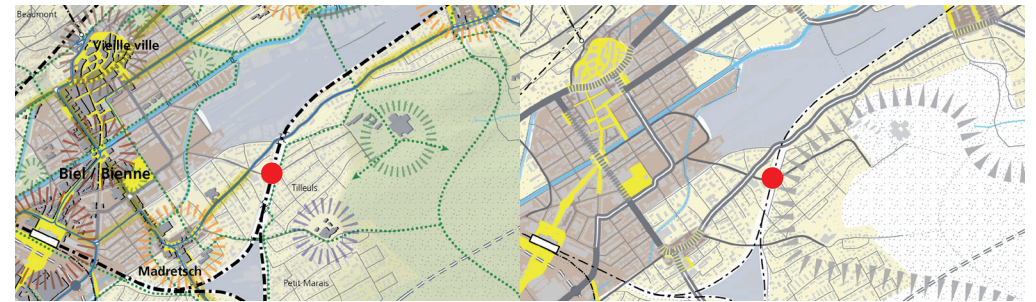 Beaumont
Vieille ville
Biel / Bienne
Tilleuls
Madretsch
Petit Marais